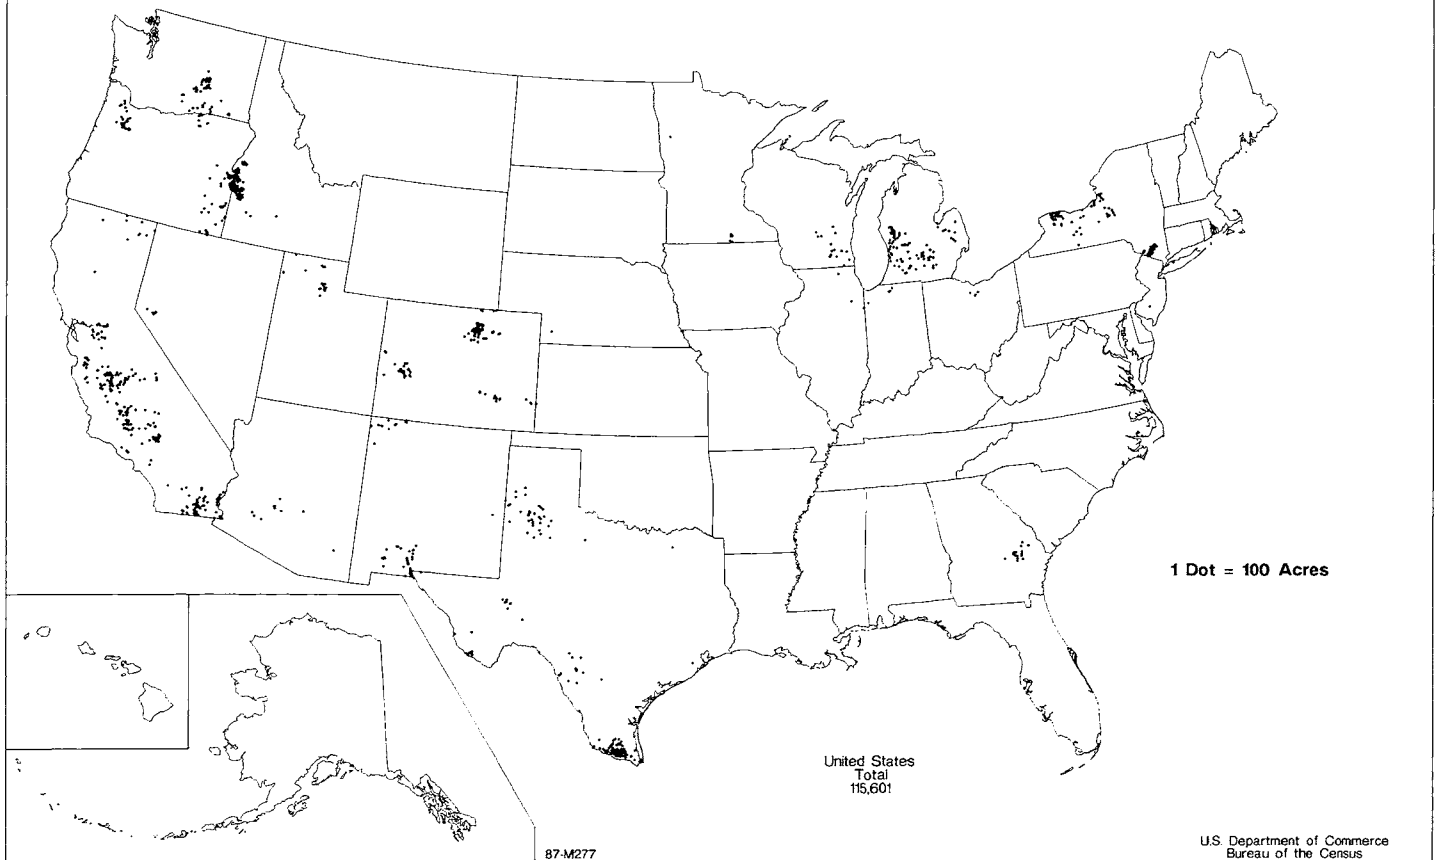 1 Dot = 100 Acres
United States
Total
115,601
87-M277
U.S. Department of Commerce
Bureau of the Census